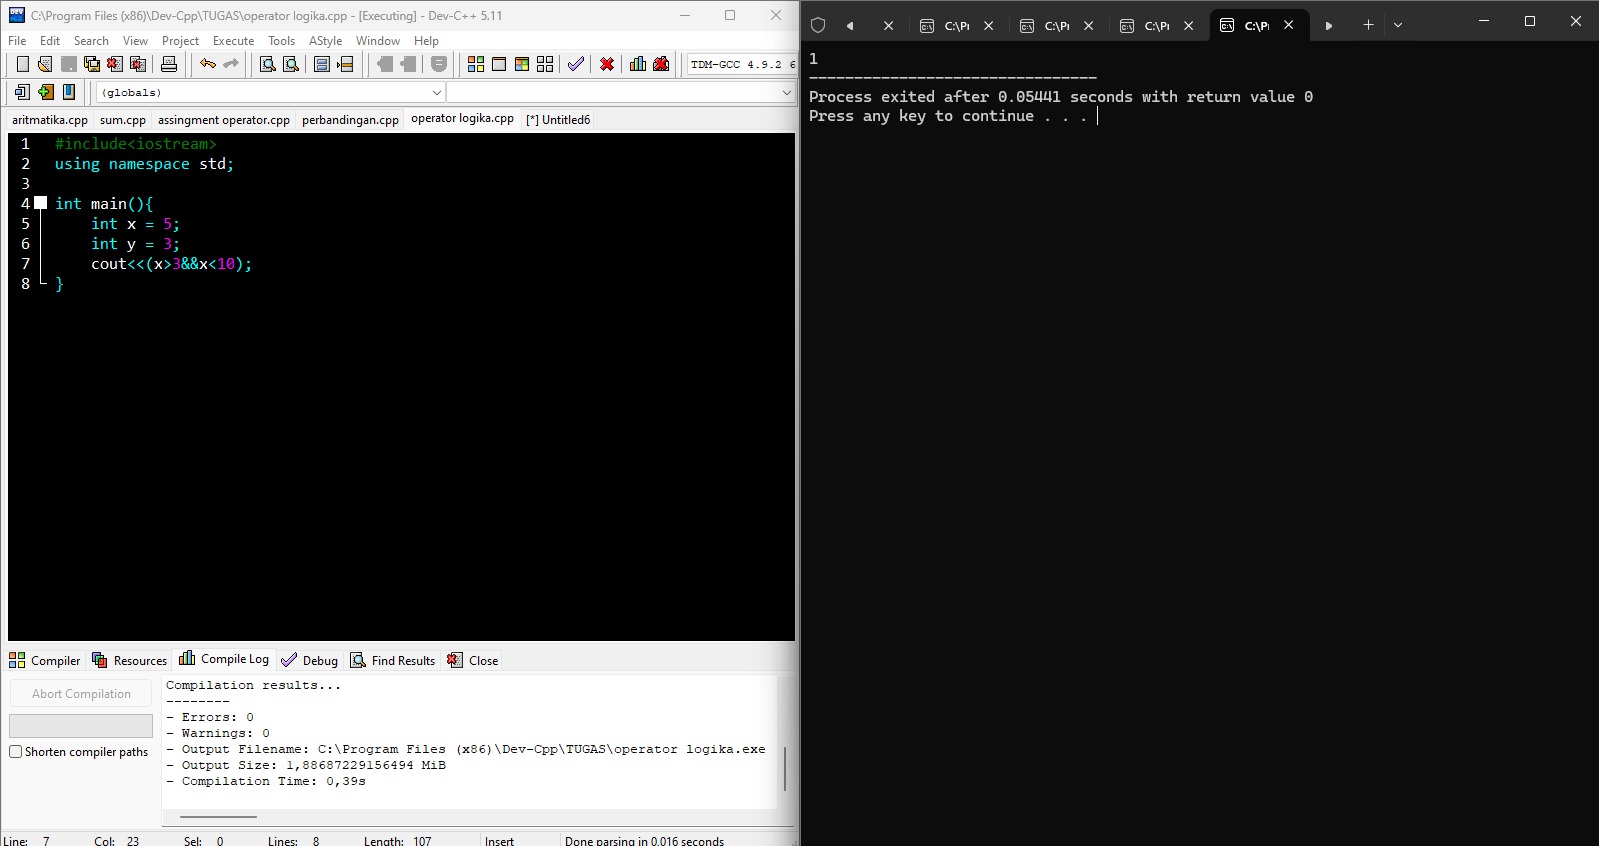 C:\Program Files (x86)\Dev-Cpp\TUGAS\operator logika.cpp - [Executing] - Dev-C++ 5.11
File Edit Search View Project Execute Tools AStyle Window Help
TDM-GCC 4.9.2 6
(globals)
aritmatika.cpp sum.cpp assingment operator.cpp perbandingan.cpp operator logika.cpp [*] Untitled6
1 #include<iostream>
2 using namespace std;
3
4 int main(){
5 int x = 5;
6 int y = 3;
7 cout<<(x>3&&x<10);
8 }
Compiler Resources Compile Log Debug Find Results Close
Abort Compilation
Shorten compiler paths
Compilation results...
--------
- Errors: 0
- Warnings: 0
- Output Filename: C:\Program Files (x86)\Dev-Cpp\TUGAS\operator logika.exe
- Output Size: 1,88687229156494 MiB
- Compilation Time: 0,39s
Line: 7 Col: 23 Sel: 0 Lines: 8 Length: 107 Insert Done parsing in 0,016 seconds
C:\P C:\P C:\P C:\P
1
--------------------------------
Process exited after 0.05441 seconds with return value 0
Press any key to continue . . .